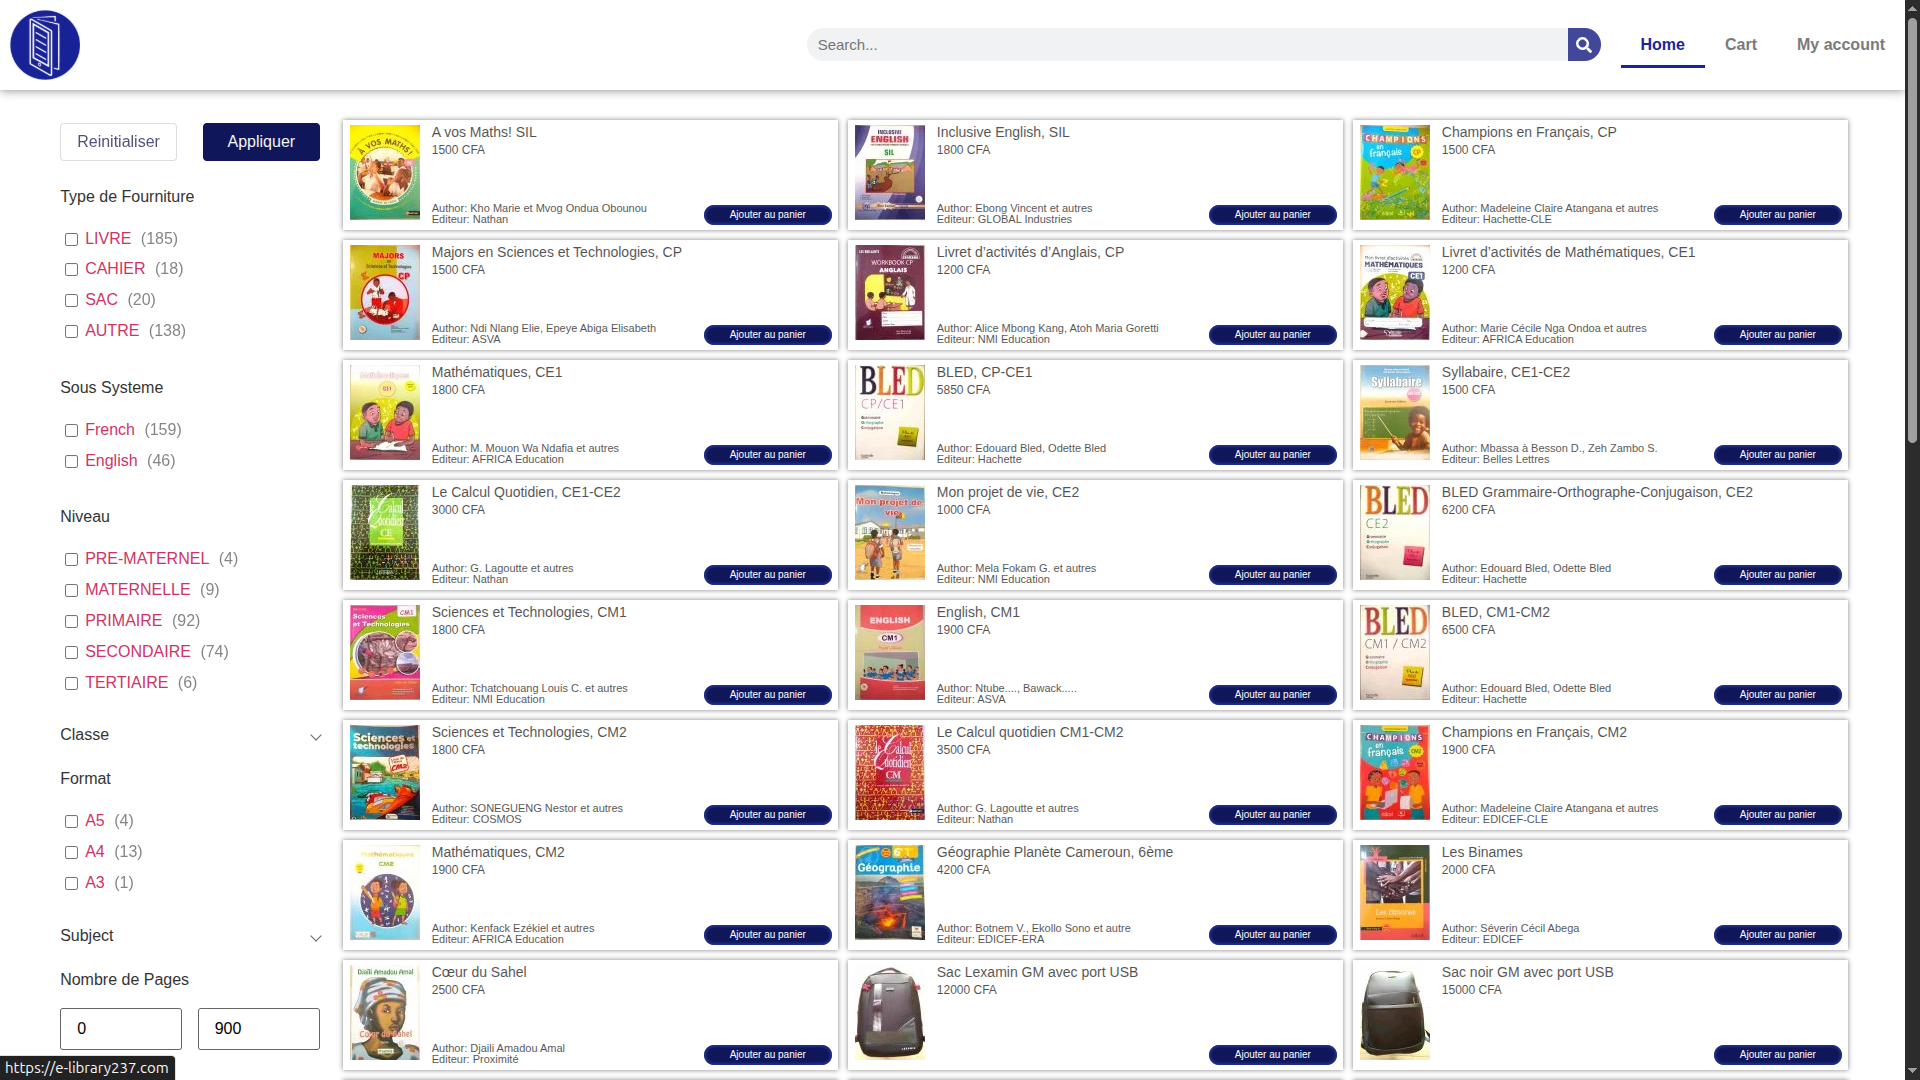 Search...
Home
Cart
My account
Reinitialiser
Appliquer
Type de Fourniture
LIVRE (185)
CAHIER (18)
SAC (20)
AUTRE (138)
Sous Systeme
French (159)
English (46)
Niveau
PRE-MATERNEL (4)
MATERNELLE (9)
PRIMAIRE (92)
SECONDAIRE (74)
TERTIAIRE (6)
Classe
Format
A5 (4)
A4 (13)
A3 (1)
Subject
Nombre de Pages
0
900
A vos Maths! SIL
1500 CFA
Author: Kho Marie et Mvog Ondua Obounou
Editeur: Nathan
Ajouter au panier
Inclusive English, SIL
1800 CFA
Author: Ebong Vincent et autres
Editeur: GLOBAL Industries
Ajouter au panier
Champions en Français, CP
1500 CFA
Author: Madeleine Claire Atangana et autres
Editeur: Hachette-CLE
Ajouter au panier
Majors en Sciences et Technologies, CP
1500 CFA
Author: Ndi Nlang Elie, Epeye Abiga Elisabeth
Editeur: ASVA
Ajouter au panier
Livret d’activités d’Anglais, CP
1200 CFA
Author: Alice Mbong Kang, Atoh Maria Goretti
Editeur: NMI Education
Ajouter au panier
Livret d’activités de Mathématiques, CE1
1200 CFA
Author: Marie Cécile Nga Ondoa et autres
Editeur: AFRICA Education
Ajouter au panier
Mathématiques, CE1
1800 CFA
Author: M. Mouon Wa Ndafia et autres
Editeur: AFRICA Education
Ajouter au panier
BLED, CP-CE1
5850 CFA
Author: Edouard Bled, Odette Bled
Editeur: Hachette
Ajouter au panier
Syllabaire, CE1-CE2
1500 CFA
Author: Mbassa à Besson D., Zeh Zambo S.
Editeur: Belles Lettres
Ajouter au panier
Le Calcul Quotidien, CE1-CE2
3000 CFA
Author: G. Lagoutte et autres
Editeur: Nathan
Ajouter au panier
Mon projet de vie, CE2
1000 CFA
Author: Mela Fokam G. et autres
Editeur: NMI Education
Ajouter au panier
BLED Grammaire-Orthographe-Conjugaison, CE2
6200 CFA
Author: Edouard Bled, Odette Bled
Editeur: Hachette
Ajouter au panier
Sciences et Technologies, CM1
1800 CFA
Author: Tchatchouang Louis C. et autres
Editeur: NMI Education
Ajouter au panier
English, CM1
1900 CFA
Author: Ntube...., Bawack.....
Editeur: ASVA
Ajouter au panier
BLED, CM1-CM2
6500 CFA
Author: Edouard Bled, Odette Bled
Editeur: Hachette
Ajouter au panier
Sciences et Technologies, CM2
1800 CFA
Author: SONEGUENG Nestor et autres
Editeur: COSMOS
Ajouter au panier
Le Calcul quotidien CM1-CM2
3500 CFA
Author: G. Lagoutte et autres
Editeur: Nathan
Ajouter au panier
Champions en Français, CM2
1900 CFA
Author: Madeleine Claire Atangana et autres
Editeur: EDICEF-CLE
Ajouter au panier
Mathématiques, CM2
1900 CFA
Author: Kenfack Ezékiel et autres
Editeur: AFRICA Education
Ajouter au panier
Géographie Planète Cameroun, 6ème
4200 CFA
Author: Botnem V., Ekollo Sono et autre
Editeur: EDICEF-ERA
Ajouter au panier
Les Binames
2000 CFA
Author: Séverin Cécil Abega
Editeur: EDICEF
Ajouter au panier
Cœur du Sahel
2500 CFA
Author: Djaili Amadou Amal
Editeur: Proximité
Ajouter au panier
Sac Lexamin GM avec port USB
12000 CFA
Ajouter au panier
Sac noir GM avec port USB
15000 CFA
Ajouter au panier
https://e-library237.com